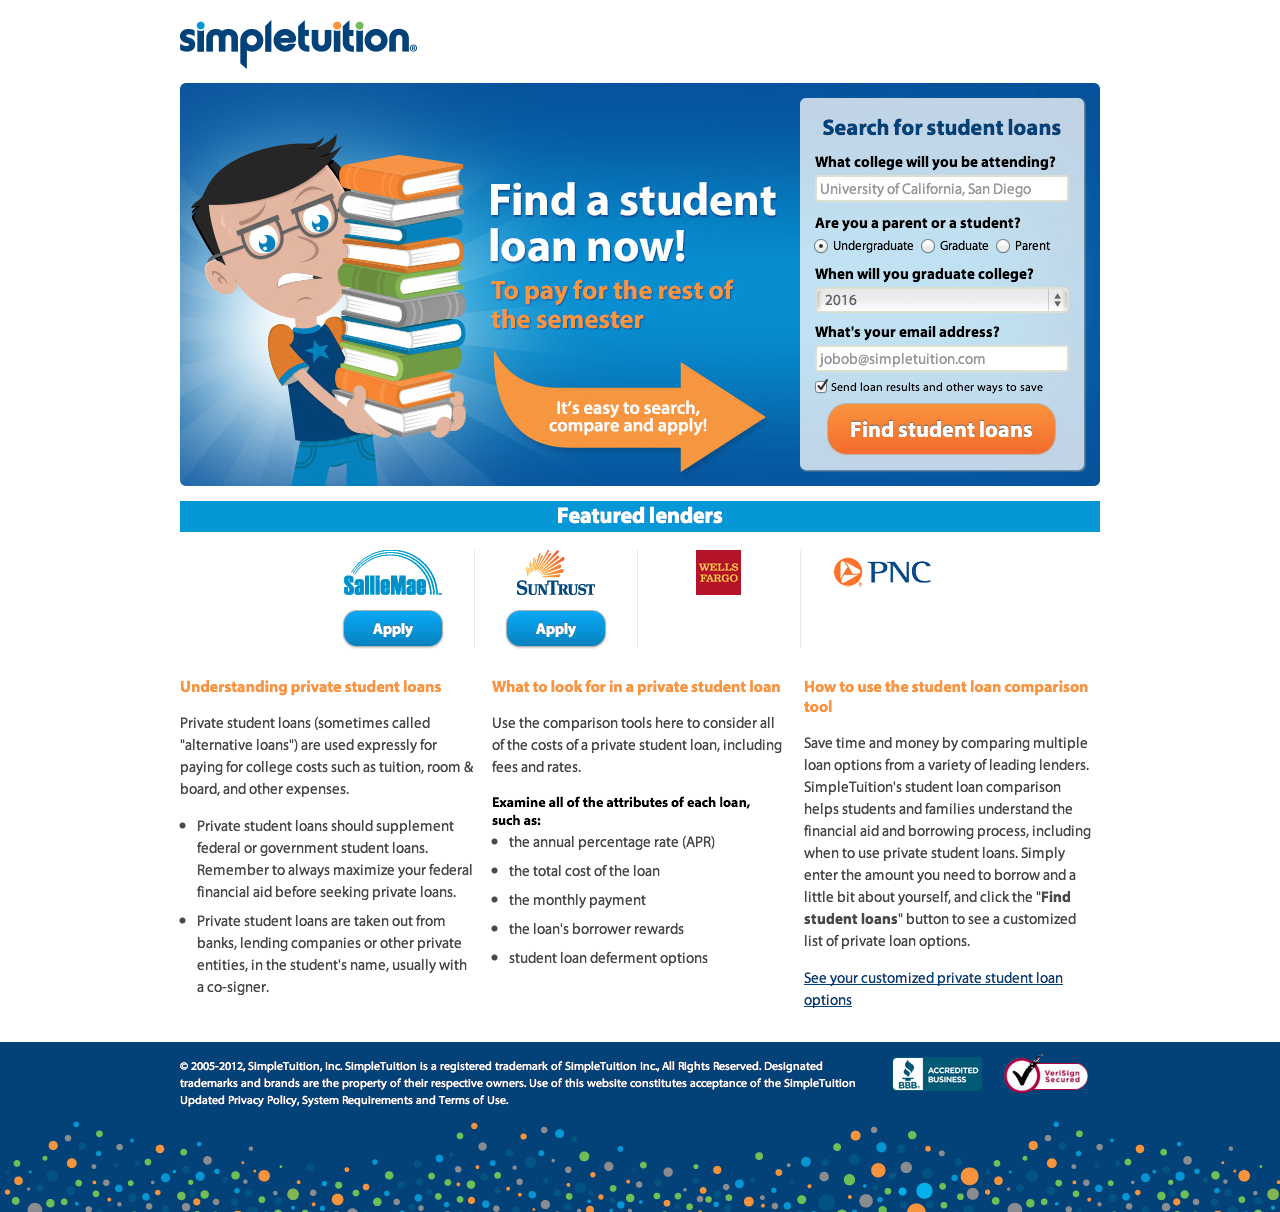 simpletuition®
Find a student
loan now!
To pay for the rest of
the semester
It's easy to search,
compare and apply!
Search for student loans
What college will you be attending?
University of California, San Diego
Are you a parent or a student?
Undergraduate Graduate Parent
When will you graduate college?
2016
What's your email address?
jobob@simpletuition.com
Send loan results and other ways to save
Find student loans
Featured lenders
SallieMae
SUNTRUST
WELLS
FARGO
PNC
Apply
Apply
Understanding private student loans
Private student loans (sometimes called
"alternative loans") are used expressly for
paying for college costs such as tuition, room &
board, and other expenses.
• Private student loans should supplement
federal or government student loans.
Remember to always maximize your federal
financial aid before seeking private loans.
• Private student loans are taken out from
banks, lending companies or other private
entities, in the student's name, usually with
a co-signer.
What to look for in a private student loan
Use the comparison tools here to consider all
of the costs of a private student loan, including
fees and rates.
Examine all of the attributes of each loan,
such as:
• the annual percentage rate (APR)
• the total cost of the loan
• the monthly payment
• the loan's borrower rewards
• student loan deferment options
How to use the student loan comparison
tool
Save time and money by comparing multiple
loan options from a variety of leading lenders.
SimpleTuition's student loan comparison
helps students and families understand the
financial aid and borrowing process, including
when to use private student loans. Simply
enter the amount you need to borrow and a
little bit about yourself, and click the "Find
student loans" button to see a customized
list of private loan options.
See your customized private student loan
options
© 2005-2012, SimpleTuition, Inc. SimpleTuition is a registered trademark of SimpleTuition Inc., All Rights Reserved. Designated
trademarks and brands are the property of their respective owners. Use of this website constitutes acceptance of the SimpleTuition
Updated Privacy Policy, System Requirements and Terms of Use.
BBB.
ACCREDITED
BUSINESS
VeriSign
Secured